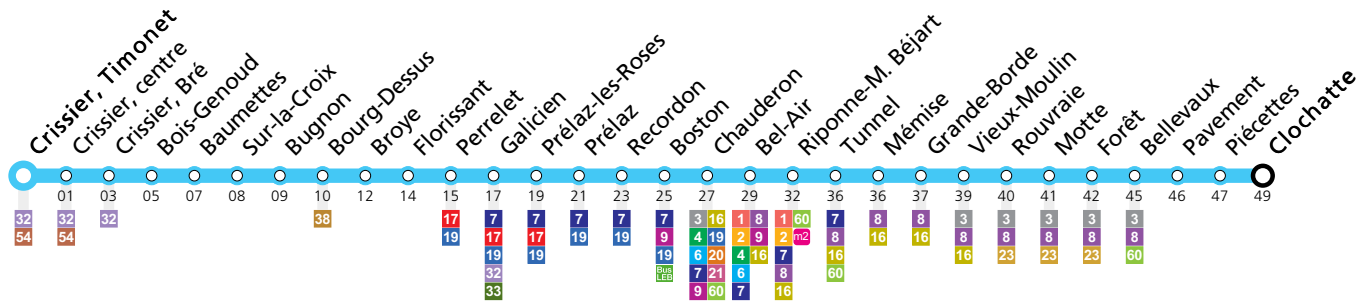 Crissier, Timonet
Crissier, centre
Crissier, Bré
Bois-Genoud
Baumettes
Sur-la-Croix
Bugnon
Bourg-Dessus
Broye
Florissant
Perrelet
Galicien
Prélaz-les-Roses
Prélaz
Recordon
Boston
Chauderon
Bel-Air
Riponne-M. Béjart
Tunnel
Mémise
Grande-Borde
Vieux-Moulin
Rouvraie
Motte
Forêt
Bellevaux
Pavement
Piécettes
Clochatte
01 03 05 07 08 09 10 12 14 15 17 19 21 23 25 27 29 32 36 36 37 39 40 41 42 45 47 49
32 32 32 38 17 7 7 7 7 7 3 16 1 8 1 60 7 8 8 3 3 3 3 3
54 54 19 17 17 19 19 9 4 19 2 9 2 m2 8 16 16 8 8 8 8 8
19 19 19 6 20 4 16 7 16 16 23 23 23 60
32 Bus LEB 7 21 6 8 60
33 9 60 7 16